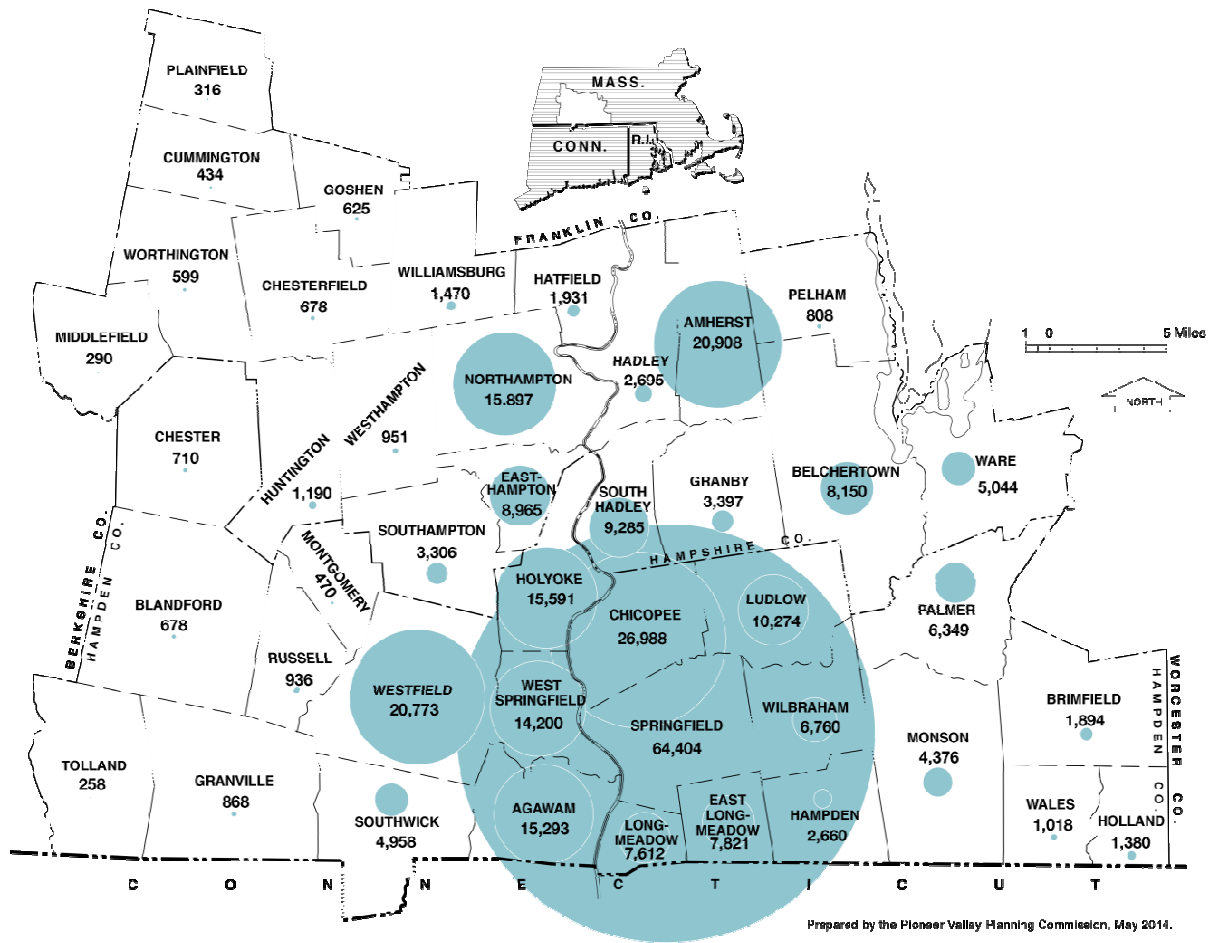 PLAINFIELD
316
MASS.
CONN.
R.I.
CUMMINGTON
434
GOSHEN
625
FRANKLIN CO.
WORTHINGTON
599
CHESTERFIELD
678
WILLIAMSBURG
1,470
HATFIELD
1,931
PELHAM
808
MIDDLEFIELD
290
AMHERST
20,908
1 0 5 Miles
NORTH
HADLEY
2,695
NORTHAMPTON
15.897
WESTHAMPTON
951
CHESTER
710
HUNTINGTON
1,190
EAST-
HAMPTON
8,965
SOUTH
HADLEY
9,285
GRANBY
3,397
BELCHERTOWN
8,150
WARE
5,044
SOUTHAMPTON
3,306
MONTGOMERY
470
HAMPSHIRE CO.
BERKSHIRE CO.
HAMPDEN CO.
BLANDFORD
678
HOLYOKE
15,591
CHICOPEE
26,988
LUDLOW
10,274
PALMER
6,349
RUSSELL
936
WESTFIELD
20,773
WEST
SPRINGFIELD
14,200
SPRINGFIELD
64,404
WILBRAHAM
6,760
BRIMFIELD
1,894
WORCESTER CO.
HAMPDEN CO.
MONSON
4,376
TOLLAND
258
GRANVILLE
868
SOUTHWICK
4,958
AGAWAM
15,293
LONG-
MEADOW
7,612
EAST
LONG-
MEADOW
7,821
HAMPDEN
2,660
WALES
1,018
HOLLAND
1,380
CONNECTICUT
Prepared by the Pioneer Valley Planning Commission, May 2014.